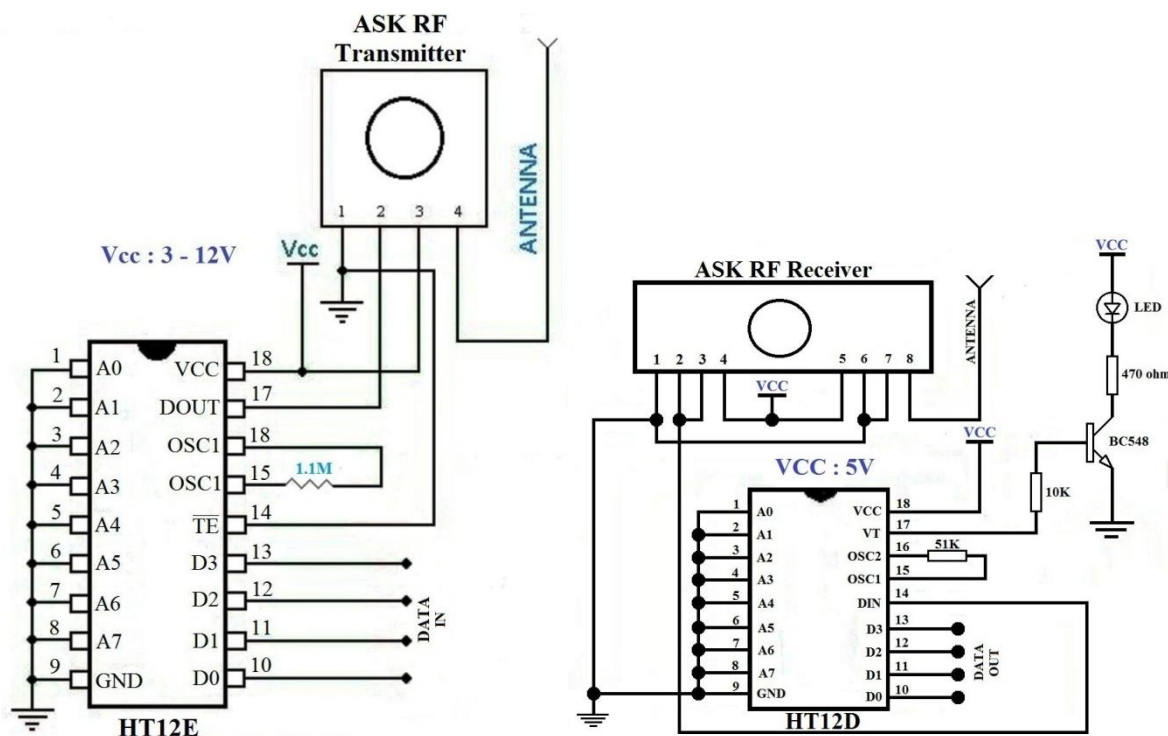 ASK RF
Transmitter
1 2 3 4
ANTENNA
Vcc : 3 - 12V
Vcc
1 A0 VCC 18
2 A1 DOUT 17
3 A2 OSC1 18
4 A3 OSC1 15
1.1M
5 A4 TE 14
6 A5 D3 13
7 A6 D2 12
8 A7 D1 11
9 GND D0 10
DATA
IN
HT12E
ASK RF Receiver
1 2 3 4 5 6 7 8
VCC
ANTENNA
VCC
LED
470 ohm
BC548
10K
VCC
VCC : 5V
1 A0 VCC 18
2 A1 VT 17
3 A2 OSC2 16
51K
4 A3 OSC1 15
5 A4 DIN 14
6 A5 D3 13
7 A6 D2 12
8 A7 D1 11
9 GND D0 10
DATA
OUT
HT12D